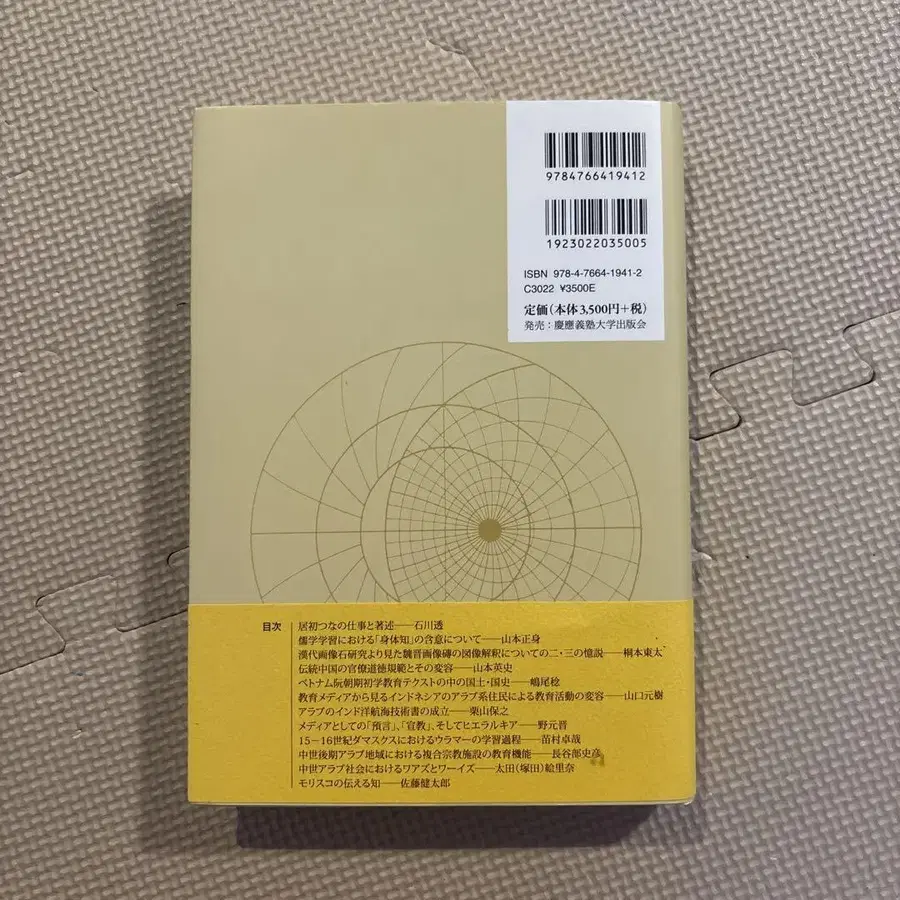 9784766419412
1923022035005
ISBN 978-4-7664-1941-2
C3022 ¥3500E
定価(本体3,500円+税)
発売:慶應義塾大学出版会
目次
居初つなの仕事と著述――石川透
儒学学習における「身体知」の含意について――山本正身
漢代画像石研究より見た魏晋画像磚の図像解釈についての二・三の憶説――桐本東太
伝統中国の官僚道徳規範とその変容――山本英史
ベトナム阮朝期初学教育テクストの中の国土・国史――嶋尾稔
教育メディアから見るインドネシアのアラブ系住民による教育活動の変容――山口元樹
アラブのインド洋航海技術書の成立――栗山保之
メディアとしての「預言」、「宣教」、そしてヒエラルキア――野元晋
15−16世紀ダマスクスにおけるウラマーの学習過程――苗村卓哉
中世後期アラブ地域における複合宗教施設の教育機能――長谷部史彦
中世アラブ社会におけるワアズとワーイズ――太田(塚田)絵里奈
モリスコの伝える知――佐藤健太郎